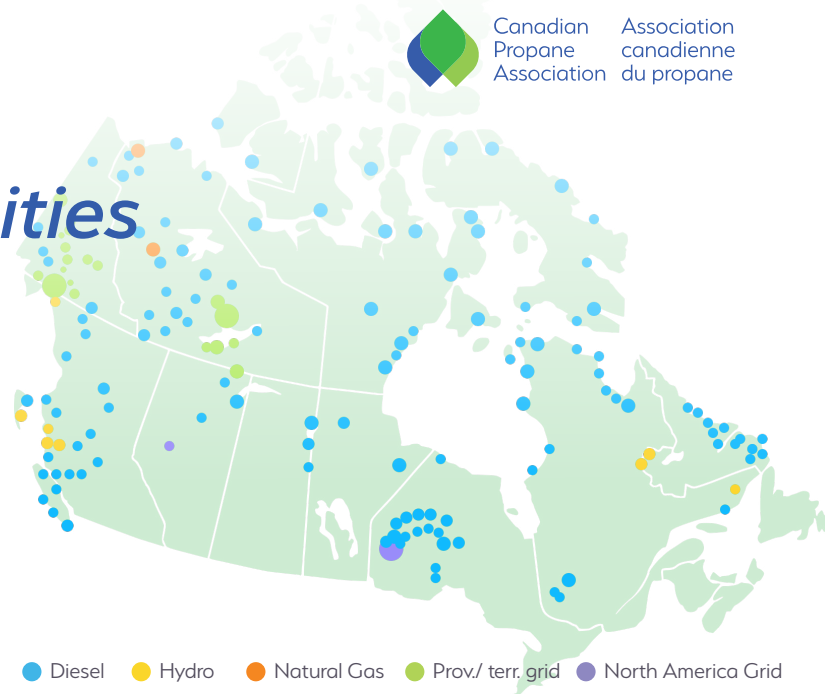 Canadian
Propane
Association
Association
canadienne
du propane
ities
Diesel
Hydro
Natural Gas
Prov./ terr. grid
North America Grid